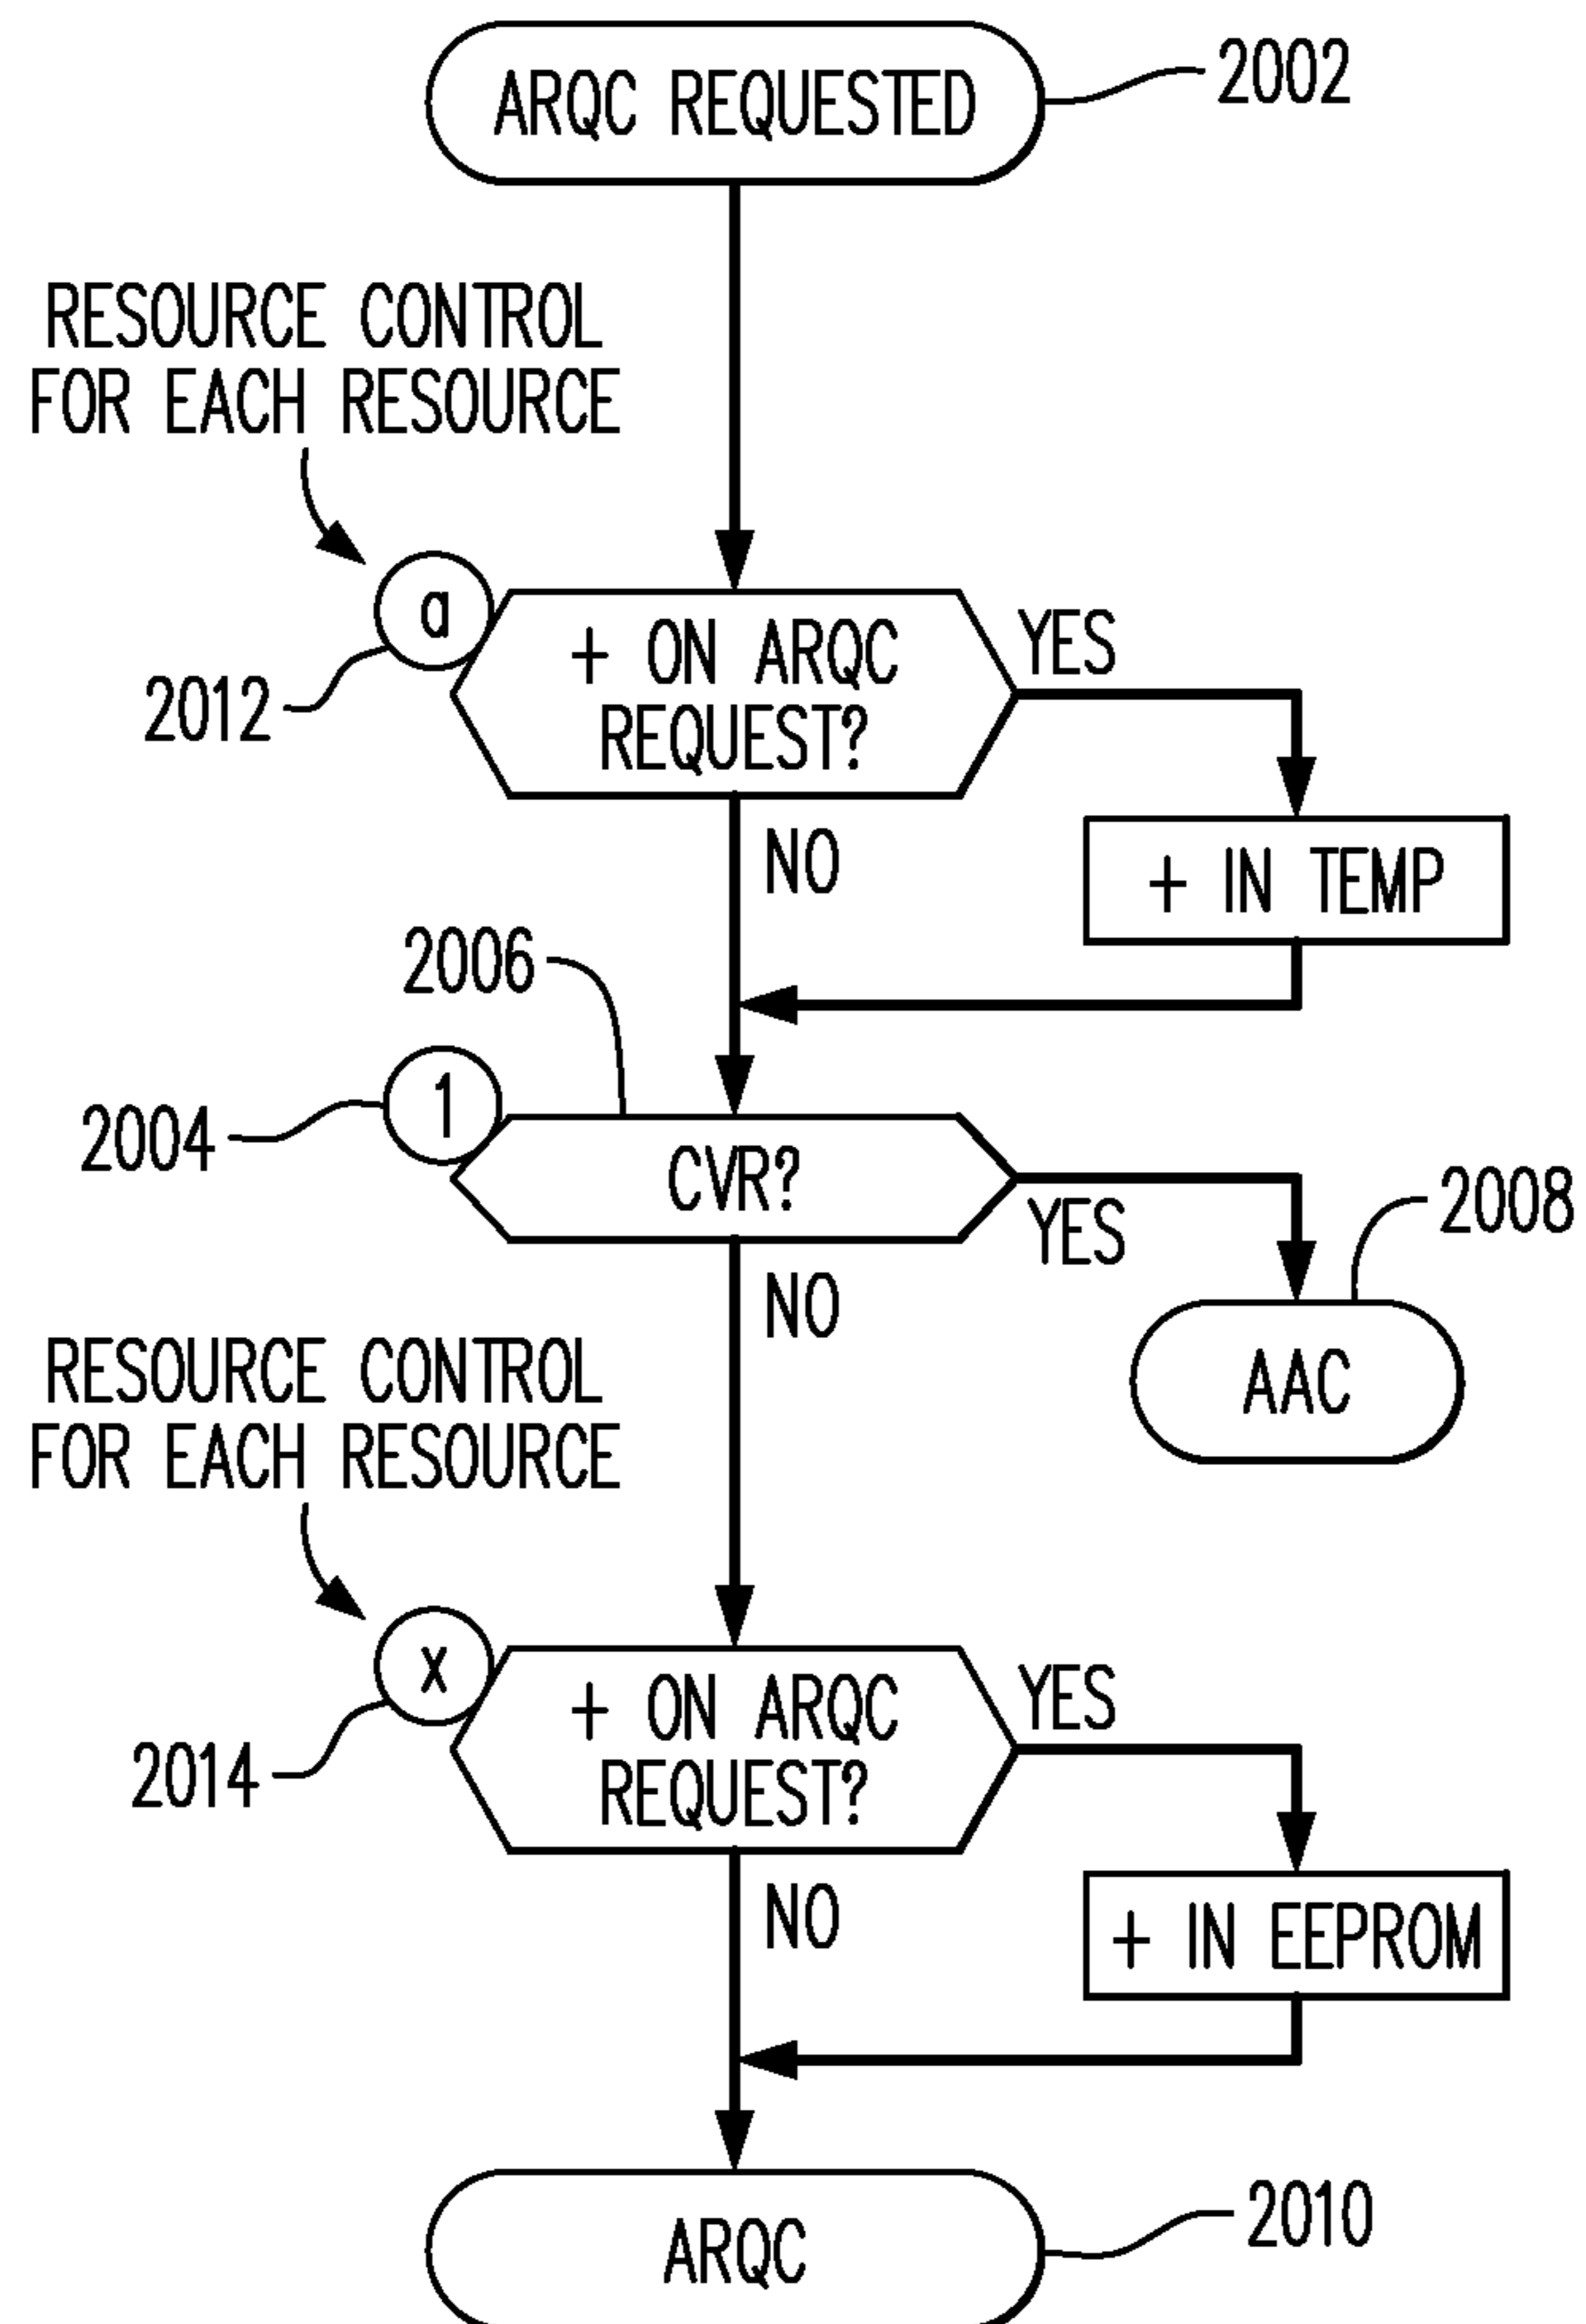 ARQC REQUESTED
2002
RESOURCE CONTROL
FOR EACH RESOURCE
a
2012
+ ON ARQC
REQUEST?
YES
NO
+ IN TEMP
2006
1
2004
CVR?
YES
NO
2008
AAC
RESOURCE CONTROL
FOR EACH RESOURCE
x
2014
+ ON ARQC
REQUEST?
YES
NO
+ IN EEPROM
ARQC
2010